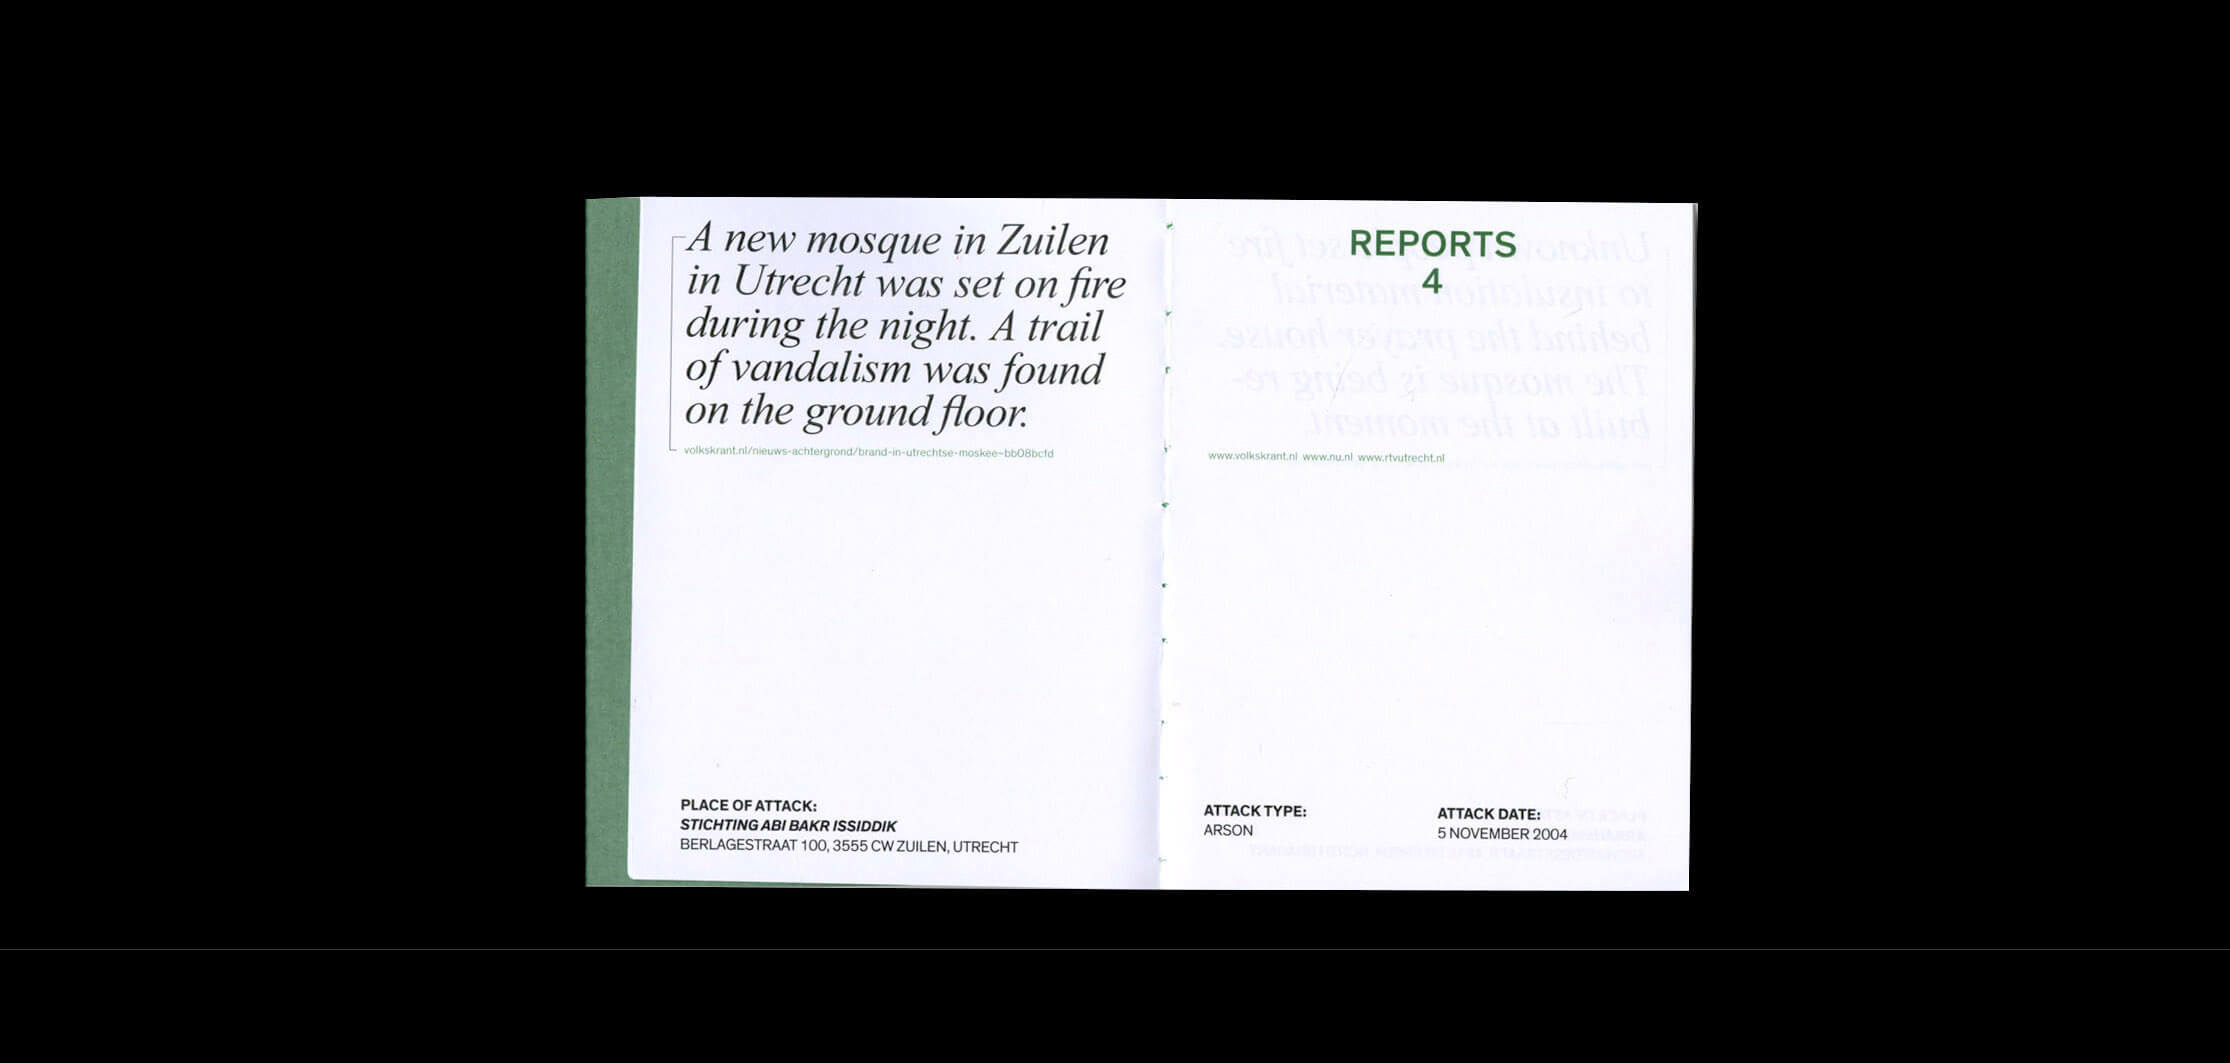 A new mosque in Zuilen
in Utrecht was set on fire
during the night. A trail
of vandalism was found
on the ground floor.
volkskrant.nl/nieuws-achtergrond/brand-in-utrechtse-moskee~bb08bcfd
PLACE OF ATTACK:
STICHTING ABI BAKR ISSIDDIK
BERLAGESTRAAT 100, 3555 CW ZUILEN, UTRECHT
REPORTS
4
www.volkskrant.nl www.nu.nl www.rtvutrecht.nl
ATTACK TYPE:
ARSON
ATTACK DATE:
5 NOVEMBER 2004